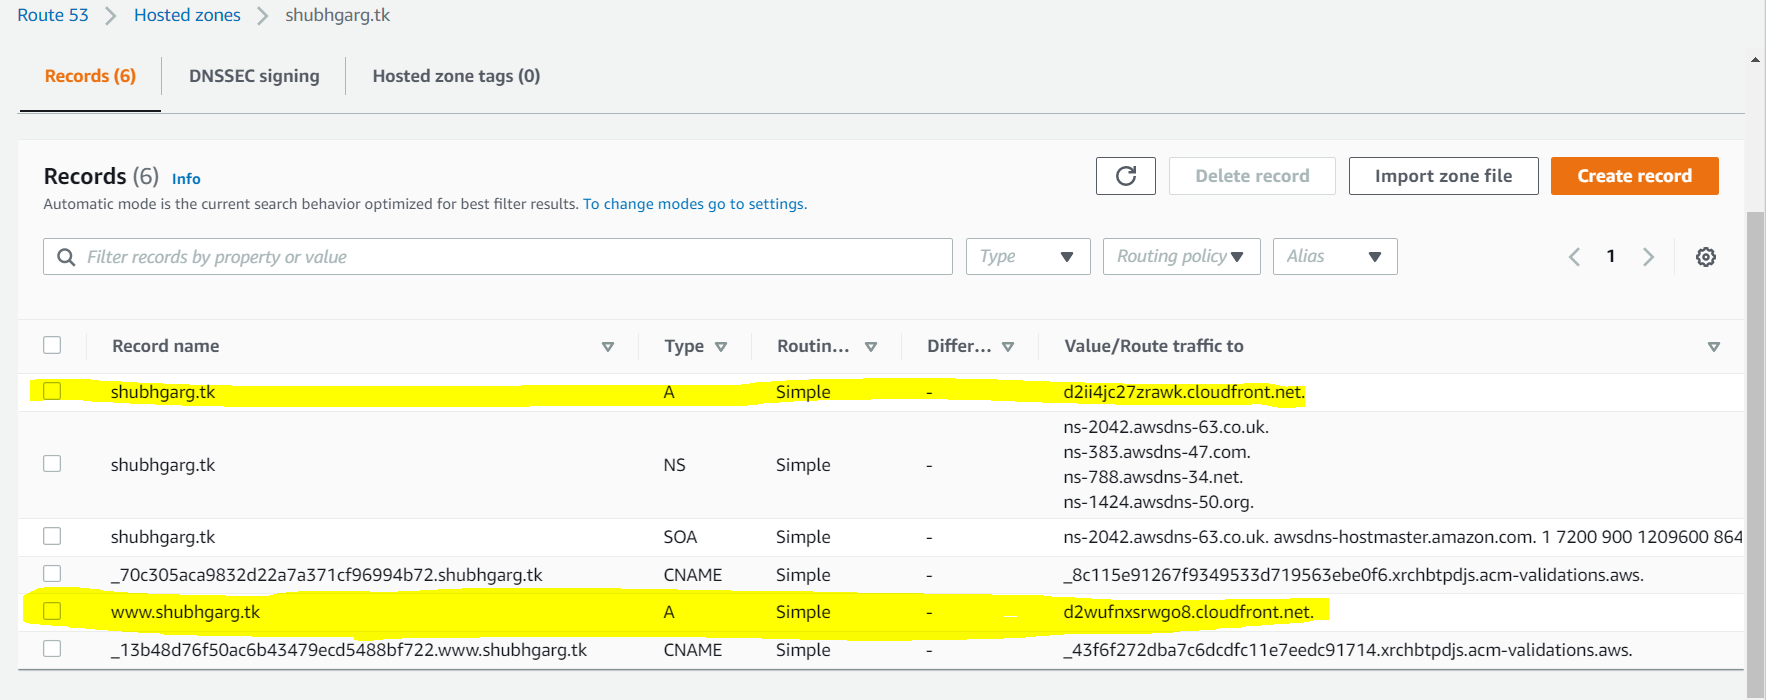 Route 53 > Hosted zones > shubhgarg.tk
Records (6) DNSSEC signing Hosted zone tags (0)
Records (6) Info Delete record Import zone file Create record
Automatic mode is the current search behavior optimized for best filter results. To change modes go to settings.
Filter records by property or value Type Routing policy Alias 1
Record name Type Routin... Differ... Value/Route traffic to
shubhgarg.tk A Simple - d2ii4jc27zrawk.cloudfront.net.
ns-2042.awsdns-63.co.uk.
ns-383.awsdns-47.com.
shubhgarg.tk NS Simple -
ns-788.awsdns-34.net.
ns-1424.awsdns-50.org.
shubhgarg.tk SOA Simple - ns-2042.awsdns-63.co.uk. awsdns-hostmaster.amazon.com. 1 7200 900 1209600 864
_70c305aca9832d22a7a371cf96994b72.shubhgarg.tk CNAME Simple - _8c115e91267f9349533d719563ebe0f6.xrchbtpdjs.acm-validations.aws.
www.shubhgarg.tk A Simple - d2wufnxsrwgo8.cloudfront.net.
_13b48d76f50ac6b43479ecd5488bf722.www.shubhgarg.tk CNAME Simple - _43f6f272dba7c6dcdfc11e7eedc91714.xrchbtpdjs.acm-validations.aws.